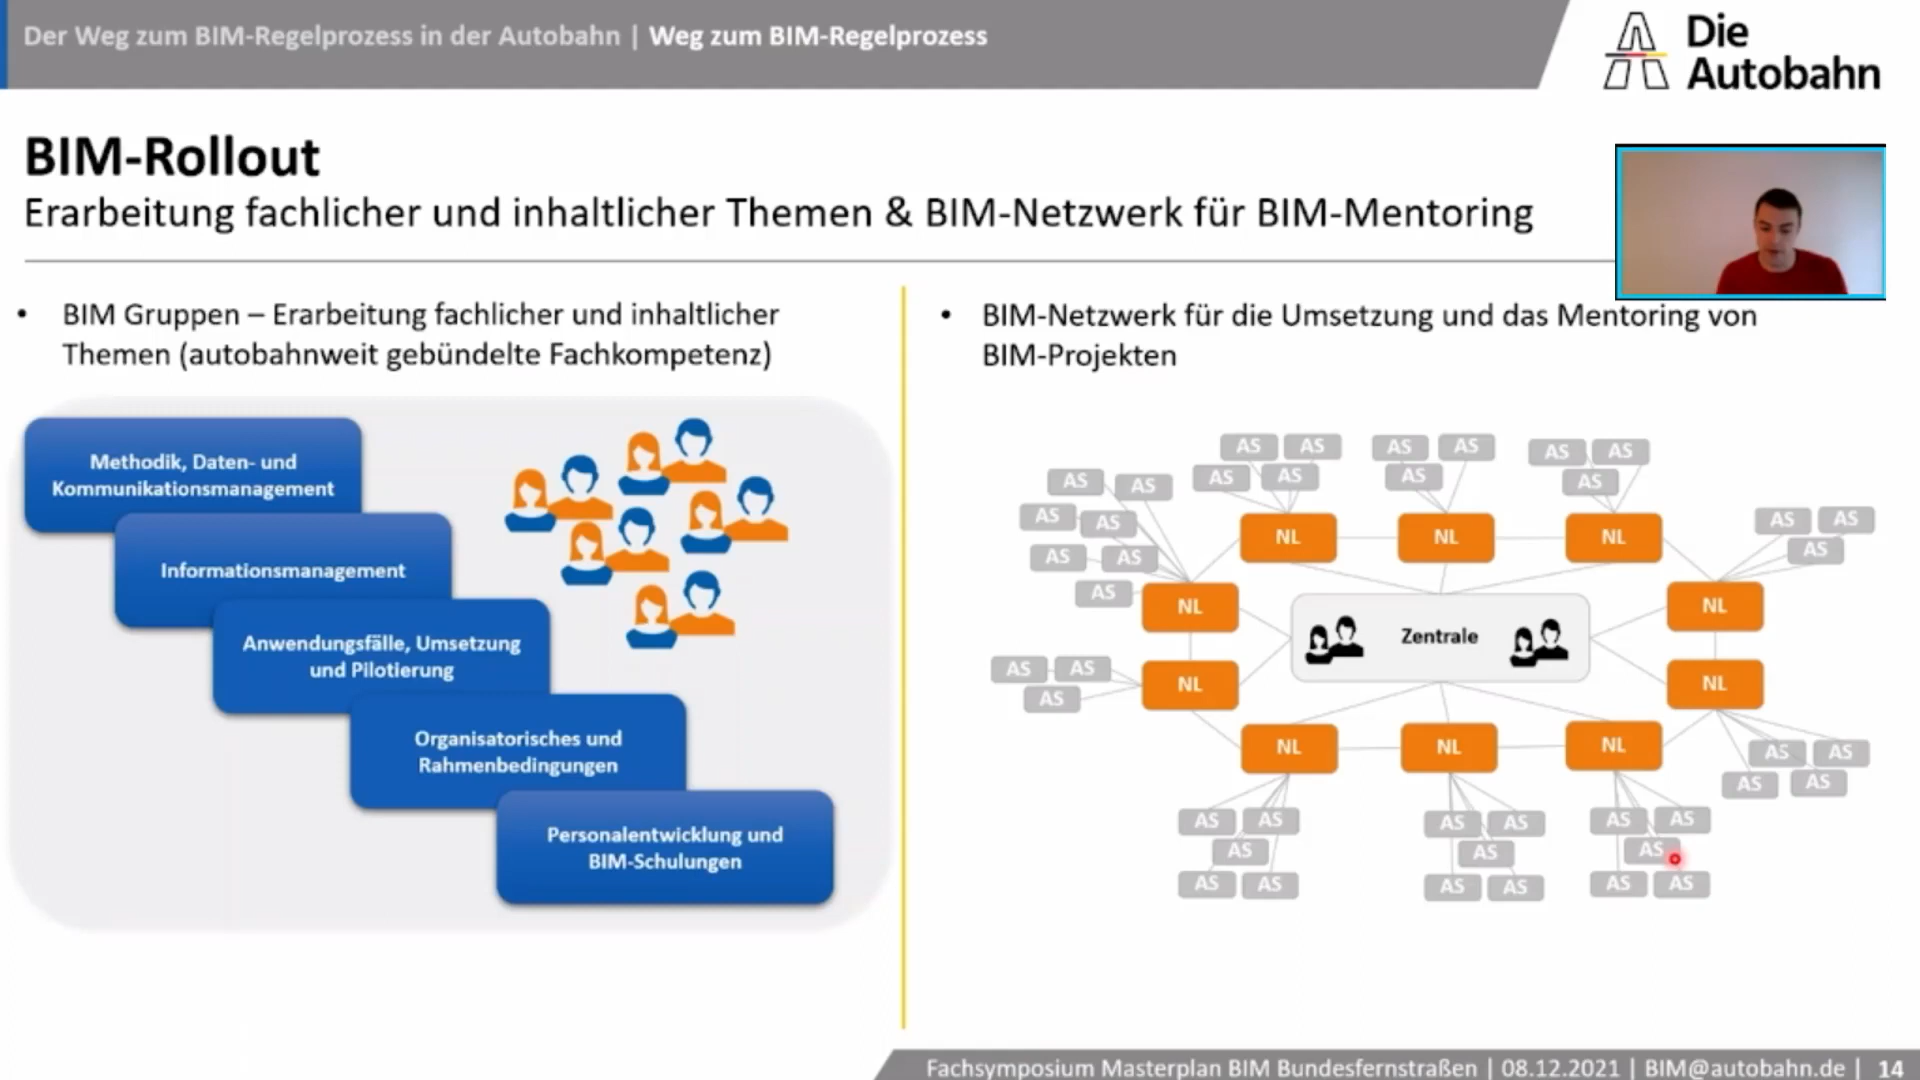 Der Weg zum BIM-Regelprozess in der Autobahn | Weg zum BIM-Regelprozess
Die
Autobahn
BIM-Rollout
Erarbeitung fachlicher und inhaltlicher Themen & BIM-Netzwerk für BIM-Mentoring
• BIM Gruppen – Erarbeitung fachlicher und inhaltlicher
Themen (autobahnweit gebündelte Fachkompetenz)
Methodik, Daten- und
Kommunikationsmanagement
Informationsmanagement
Anwendungsfälle, Umsetzung
und Pilotierung
Organisatorisches und
Rahmenbedingungen
Personalentwicklung und
BIM-Schulungen
• BIM-Netzwerk für die Umsetzung und das Mentoring von
BIM-Projekten
AS AS AS AS AS AS
AS AS AS AS
AS AS
AS AS AS AS
AS AS AS
AS
NL NL NL
NL NL
Zentrale
AS AS
AS
NL NL
NL NL NL
AS AS
AS AS
AS AS AS AS AS AS
AS AS AS
AS AS AS AS AS AS
Fachsymposium Masterplan BIM Bundesfernstraßen | 08.12.2021 | BIM@autobahn.de | 14